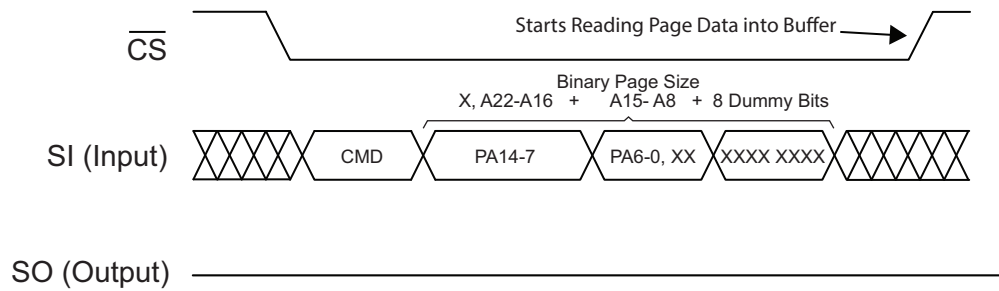 Starts Reading Page Data into Buffer
CS
Binary Page Size
X, A22-A16 + A15- A8 + 8 Dummy Bits
SI (Input)
CMD
PA14-7
PA6-0, XX
XXXX XXXX
SO (Output)